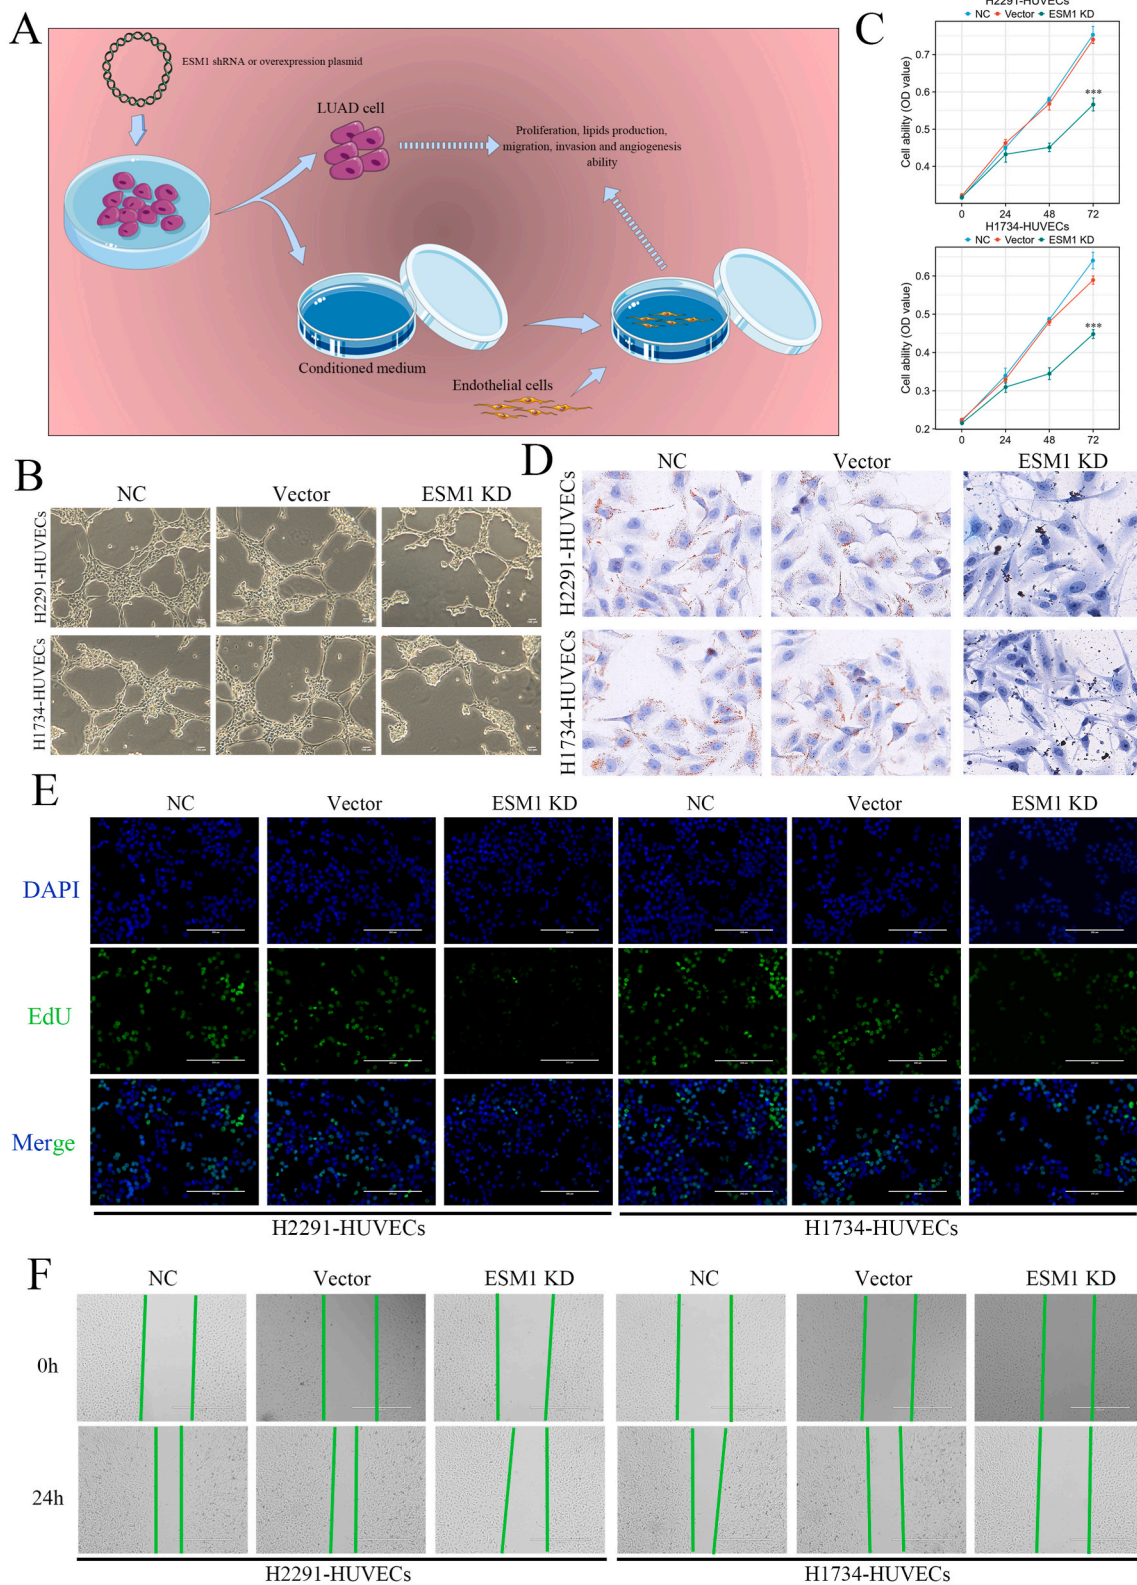 A
ESM1 shRNA or overexpression plasmid
LUAD cell
Proliferation, lipids production,
migration, invasion and angiogenesis
ability
Conditioned medium
Endothelial cells
C
H2291-HUVECs
NC Vector ESM1 KD
Cell ability (OD value)
0.7
0.6
0.5
0.4
***
0 24 48 72
H1734-HUVECs
NC Vector ESM1 KD
Cell ability (OD value)
0.6
0.5
0.4
0.3
0.2
***
0 24 48 72
B
NC Vector ESM1 KD
H2291-HUVECs
H1734-HUVECs
D
NC Vector ESM1 KD
H2291-HUVECs
H1734-HUVECs
E
NC Vector ESM1 KD NC Vector ESM1 KD
DAPI
EdU
Merge
H2291-HUVECs H1734-HUVECs
F
NC Vector ESM1 KD NC Vector ESM1 KD
0h
24h
H2291-HUVECs H1734-HUVECs